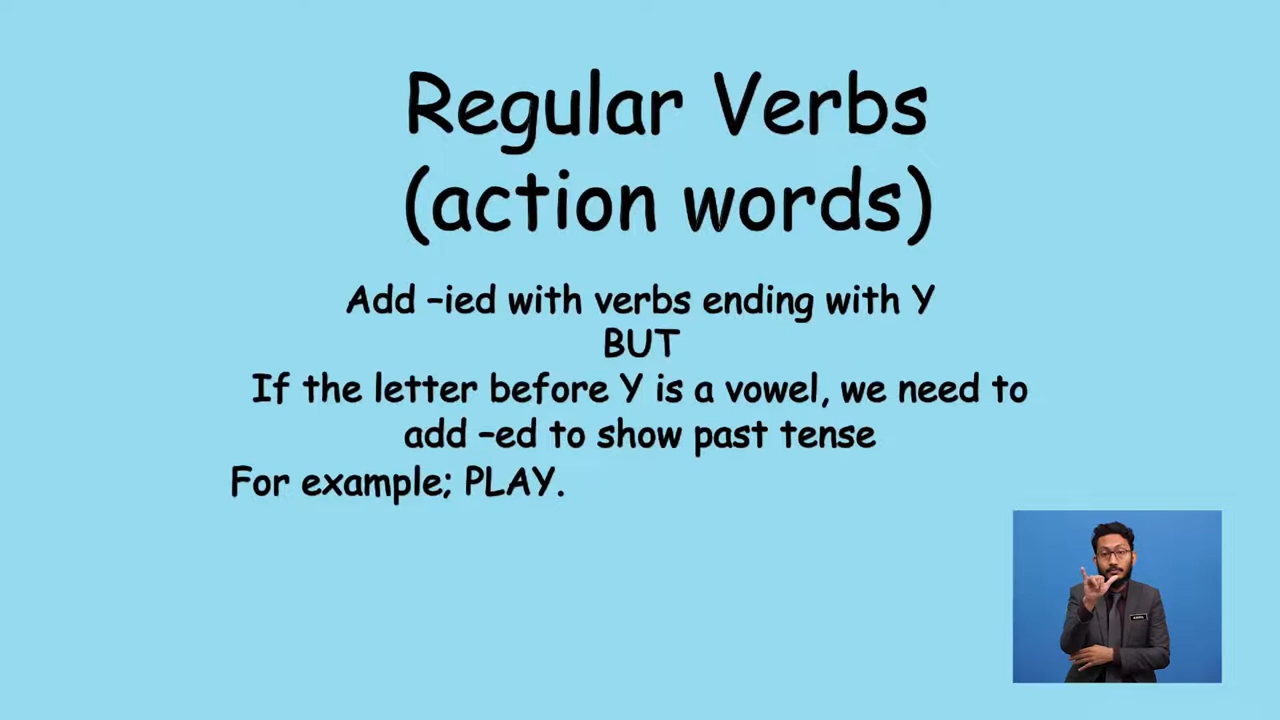 Regular Verbs
(action words)
Add –ied with verbs ending with Y
BUT
If the letter before Y is a vowel, we need to
add –ed to show past tense
For example; PLAY.